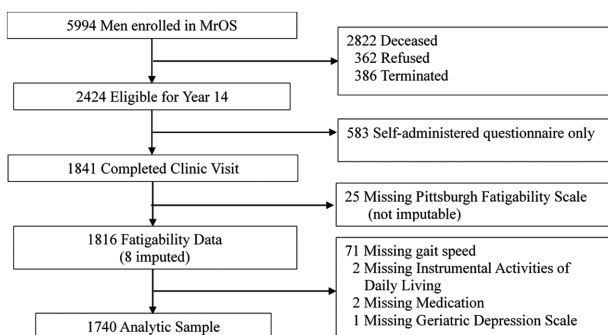 5994 Men enrolled in MrOS
2822 Deceased
362 Refused
386 Terminated
2424 Eligible for Year 14
583 Self-administered questionnaire only
1841 Completed Clinic Visit
25 Missing Pittsburgh Fatigability Scale
(not imputable)
1816 Fatigability Data
(8 imputed)
71 Missing gait speed
2 Missing Instrumental Activities of
Daily Living
2 Missing Medication
1 Missing Geriatric Depression Scale
1740 Analytic Sample